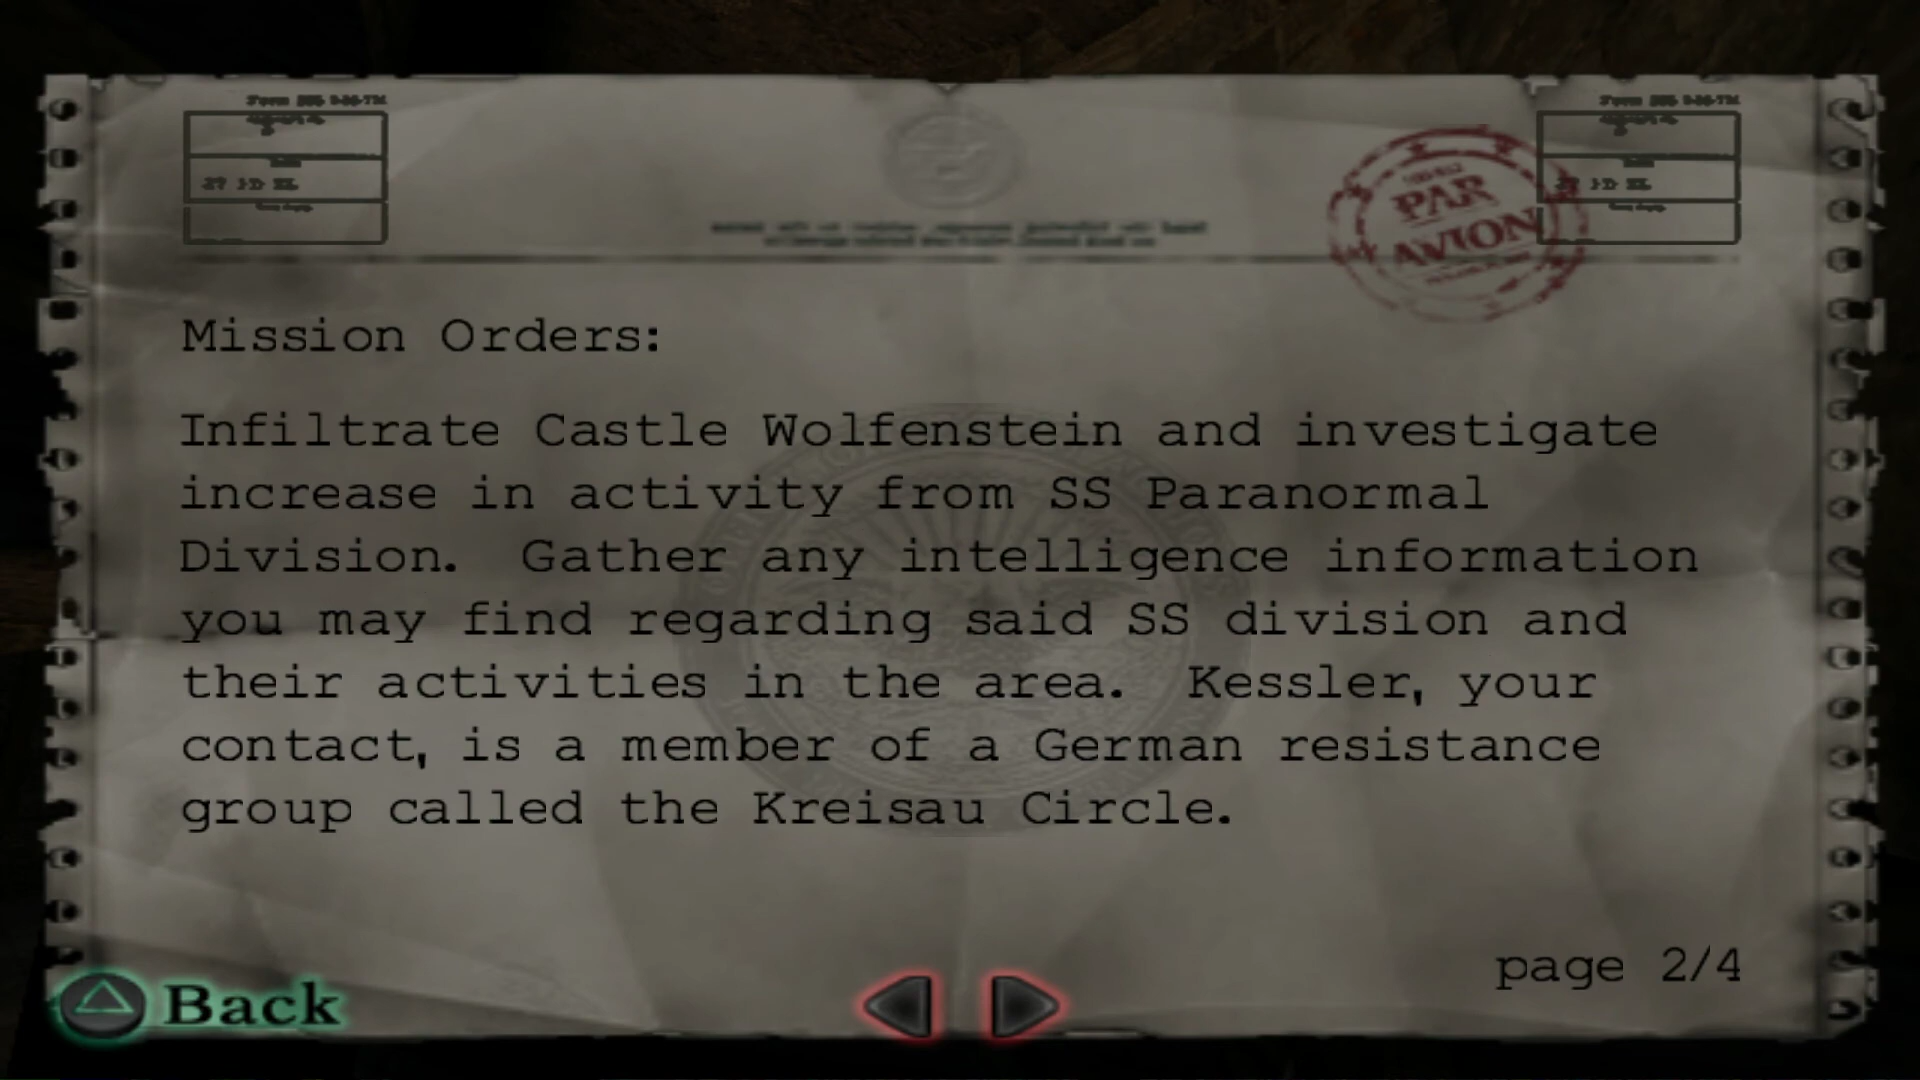 PAR
AVION
Mission Orders:
Infiltrate Castle Wolfenstein and investigate
increase in activity from SS Paranormal
Division.  Gather any intelligence information
you may find regarding said SS division and
their activities in the area.  Kessler, your
contact, is a member of a German resistance
group called the Kreisau Circle.
page 2/4
Back